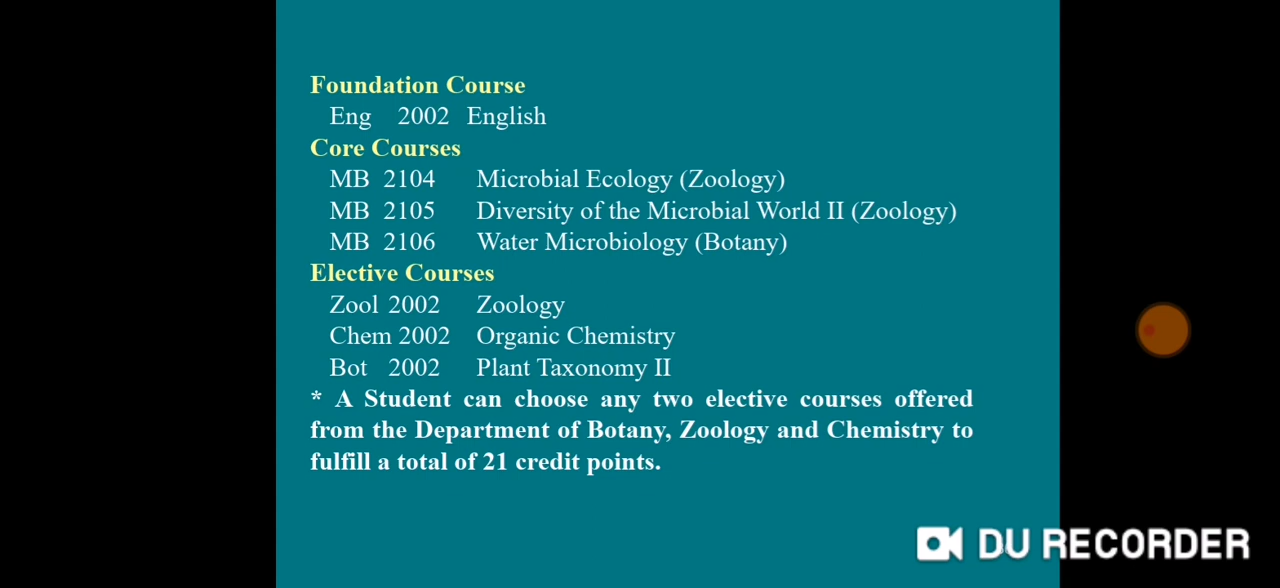 Foundation Course
Eng 2002 English
Core Courses
MB 2104 Microbial Ecology (Zoology)
MB 2105 Diversity of the Microbial World II (Zoology)
MB 2106 Water Microbiology (Botany)
Elective Courses
Zool 2002 Zoology
Chem 2002 Organic Chemistry
Bot 2002 Plant Taxonomy II
* A Student can choose any two elective courses offered
from the Department of Botany, Zoology and Chemistry to
fulfill a total of 21 credit points.
DU RECORDER